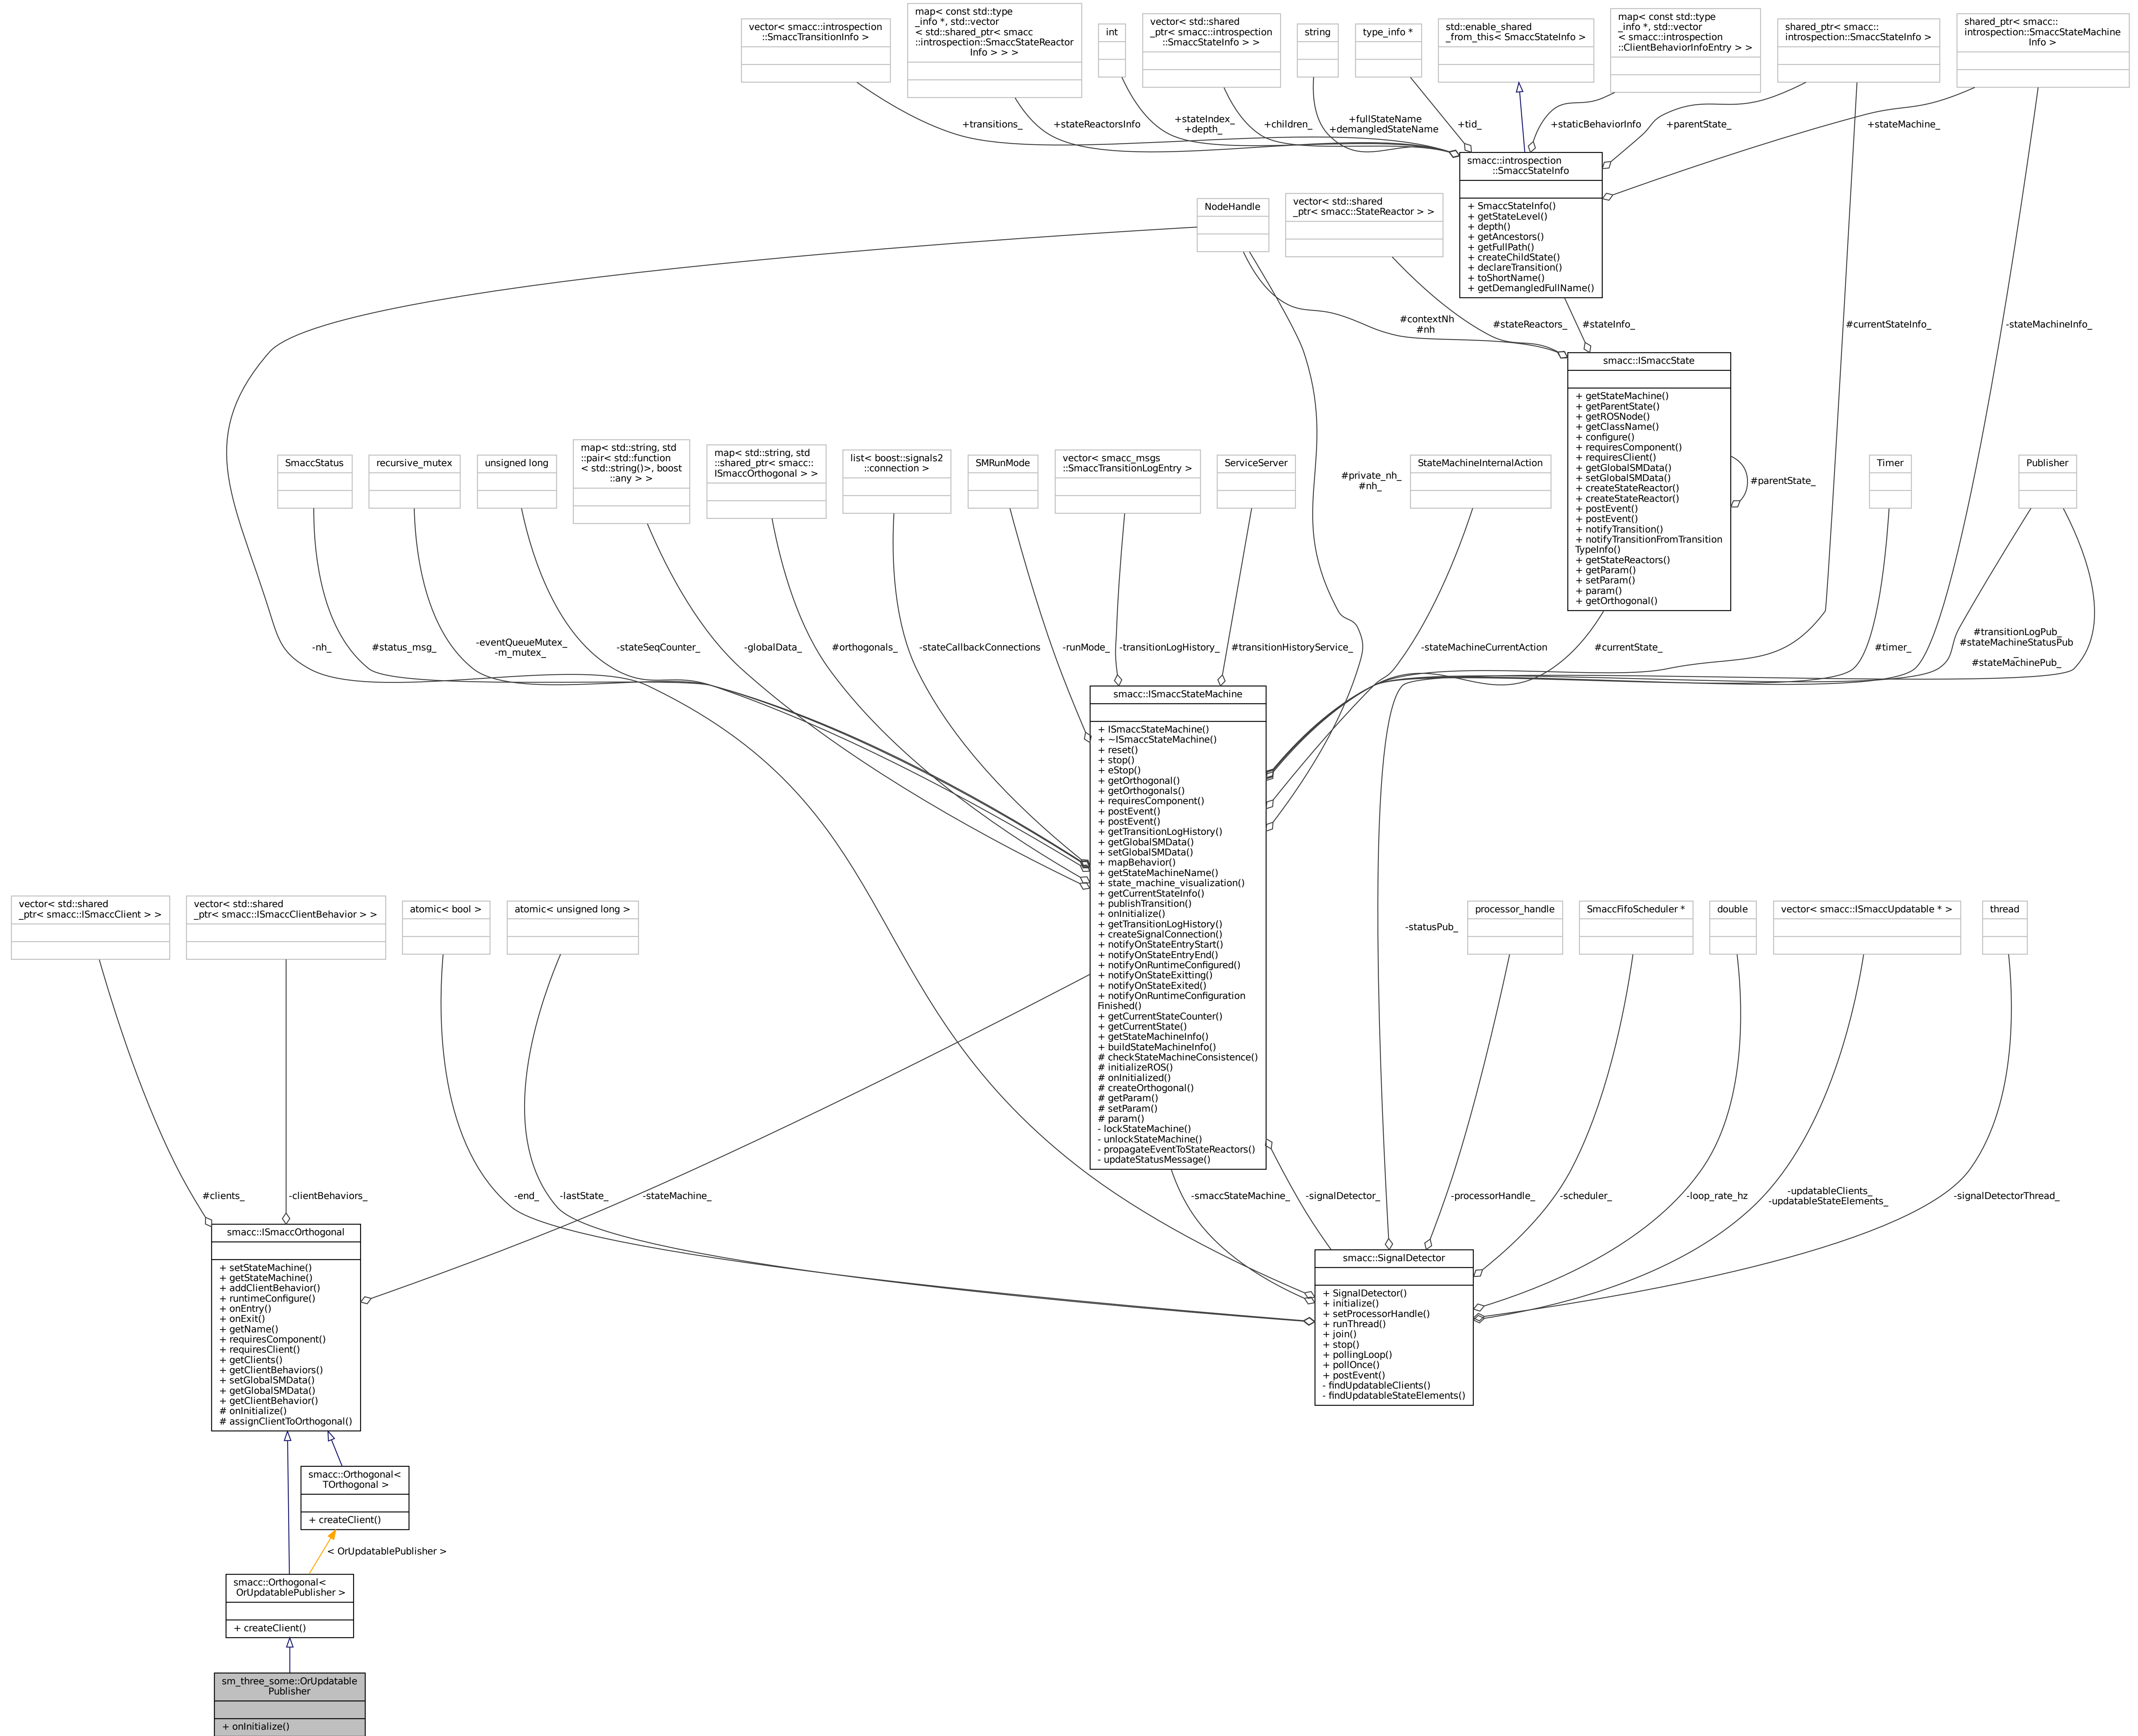 vector< smacc::introspection
::SmaccTransitionInfo >
map< const std::type
_info *, std::vector
< std::shared_ptr< smacc
::introspection::SmaccStateReactor
Info > > >
int
vector< std::shared
_ptr< smacc::introspection
::SmaccStateInfo > >
string
type_info *
std::enable_shared
_from_this< SmaccStateInfo >
map< const std::type
_info *, std::vector
< smacc::introspection
::ClientBehaviorInfoEntry > >
shared_ptr< smacc::
introspection::SmaccStateInfo >
shared_ptr< smacc::
introspection::SmaccStateMachine
Info >
+transitions_
+stateReactorsInfo
+stateIndex_
+depth_
+children_
+fullStateName
+demangledStateName
+tid_
+staticBehaviorInfo
+parentState_
+stateMachine_
smacc::introspection
::SmaccStateInfo
+ SmaccStateInfo()
+ getStateLevel()
+ depth()
+ getAncestors()
+ getFullPath()
+ createChildState()
+ declareTransition()
+ toShortName()
+ getDemangledFullName()
NodeHandle
vector< std::shared
_ptr< smacc::StateReactor > >
#contextNh
#nh
#stateReactors_
#stateInfo_
#currentStateInfo_
-stateMachineInfo_
smacc::ISmaccState
+ getStateMachine()
+ getParentState()
+ getROSNode()
+ getClassName()
+ configure()
+ requiresComponent()
+ requiresClient()
+ getGlobalSMData()
+ setGlobalSMData()
+ createStateReactor()
+ createStateReactor()
+ postEvent()
+ postEvent()
+ notifyTransition()
+ notifyTransitionFromTransition
TypeInfo()
+ getStateReactors()
+ getParam()
+ setParam()
+ param()
+ getOrthogonal()
#parentState_
SmaccStatus
recursive_mutex
unsigned long
map< std::string, std
::pair< std::function
< std::string()>, boost
::any > >
map< std::string, std
::shared_ptr< smacc::
ISmaccOrthogonal > >
list< boost::signals2
::connection >
SMRunMode
vector< smacc_msgs
::SmaccTransitionLogEntry >
ServiceServer
#private_nh_
#nh_
StateMachineInternalAction
Timer
Publisher
-nh_
#status_msg_
-eventQueueMutex_
-m_mutex_
-stateSeqCounter_
-globalData_
#orthogonals_
-stateCallbackConnections
-runMode_
-transitionLogHistory_
#transitionHistoryService_
-stateMachineCurrentAction
#currentState_
#timer_
#transitionLogPub_
#stateMachineStatusPub
_
#stateMachinePub_
smacc::ISmaccStateMachine
+ ISmaccStateMachine()
+ ~ISmaccStateMachine()
+ reset()
+ stop()
+ eStop()
+ getOrthogonal()
+ getOrthogonals()
+ requiresComponent()
+ postEvent()
+ postEvent()
+ getTransitionLogHistory()
+ getGlobalSMData()
+ setGlobalSMData()
+ mapBehavior()
+ getStateMachineName()
+ state_machine_visualization()
+ getCurrentStateInfo()
+ publishTransition()
+ onInitialize()
+ getTransitionLogHistory()
+ createSignalConnection()
+ notifyOnStateEntryStart()
+ notifyOnStateEntryEnd()
+ notifyOnRuntimeConfigured()
+ notifyOnStateExitting()
+ notifyOnStateExited()
+ notifyOnRuntimeConfiguration
Finished()
+ getCurrentStateCounter()
+ getCurrentState()
+ getStateMachineInfo()
+ buildStateMachineInfo()
# checkStateMachineConsistence()
# initializeROS()
# onInitialized()
# createOrthogonal()
# getParam()
# setParam()
# param()
- lockStateMachine()
- unlockStateMachine()
- propagateEventToStateReactors()
- updateStatusMessage()
vector< std::shared
_ptr< smacc::ISmaccClient > >
vector< std::shared
_ptr< smacc::ISmaccClientBehavior > >
atomic< bool >
atomic< unsigned long >
-statusPub_
processor_handle
SmaccFifoScheduler *
double
vector< smacc::ISmaccUpdatable * >
thread
#clients_
-clientBehaviors_
-end_
-lastState_
-stateMachine_
-smaccStateMachine_
-signalDetector_
-processorHandle_
-scheduler_
-loop_rate_hz
-updatableClients_
-updatableStateElements_
-signalDetectorThread_
smacc::ISmaccOrthogonal
+ setStateMachine()
+ getStateMachine()
+ addClientBehavior()
+ runtimeConfigure()
+ onEntry()
+ onExit()
+ getName()
+ requiresComponent()
+ requiresClient()
+ getClients()
+ getClientBehaviors()
+ setGlobalSMData()
+ getGlobalSMData()
+ getClientBehavior()
# onInitialize()
# assignClientToOrthogonal()
smacc::SignalDetector
+ SignalDetector()
+ initialize()
+ setProcessorHandle()
+ runThread()
+ join()
+ stop()
+ pollingLoop()
+ pollOnce()
+ postEvent()
- findUpdatableClients()
- findUpdatableStateElements()
smacc::Orthogonal<
TOrthogonal >
+ createClient()
< OrUpdatablePublisher >
smacc::Orthogonal<
OrUpdatablePublisher >
+ createClient()
sm_three_some::OrUpdatable
Publisher
+ onInitialize()